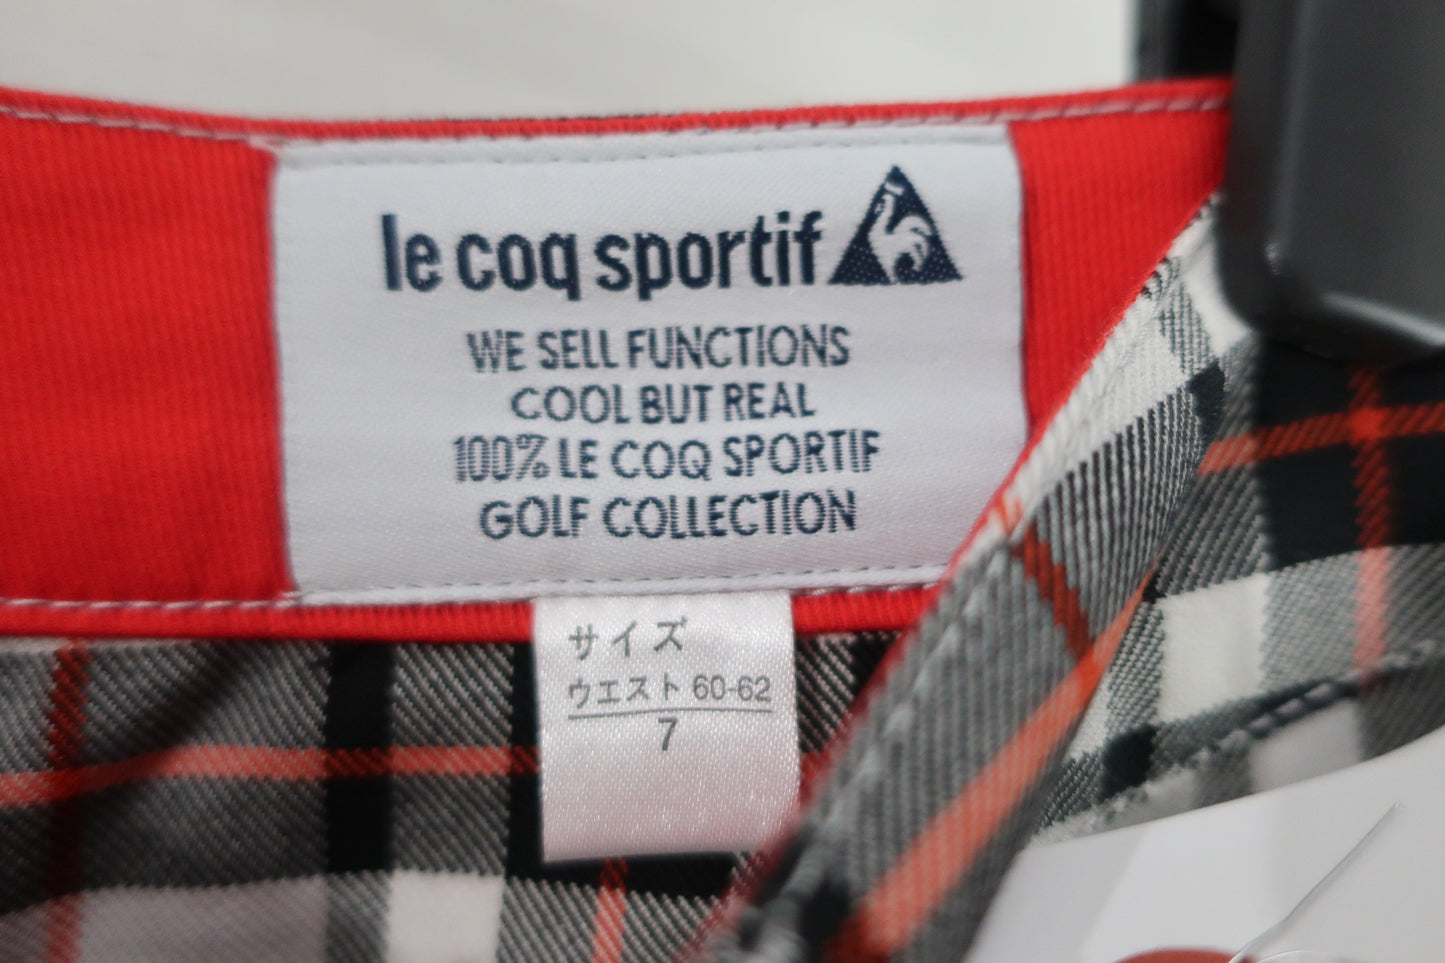 le coq sportif
WE SELL FUNCTIONS
COOL BUT REAL
100% LE COQ SPORTIF
GOLF COLLECTION
サイズ
ウエスト 60-62
7